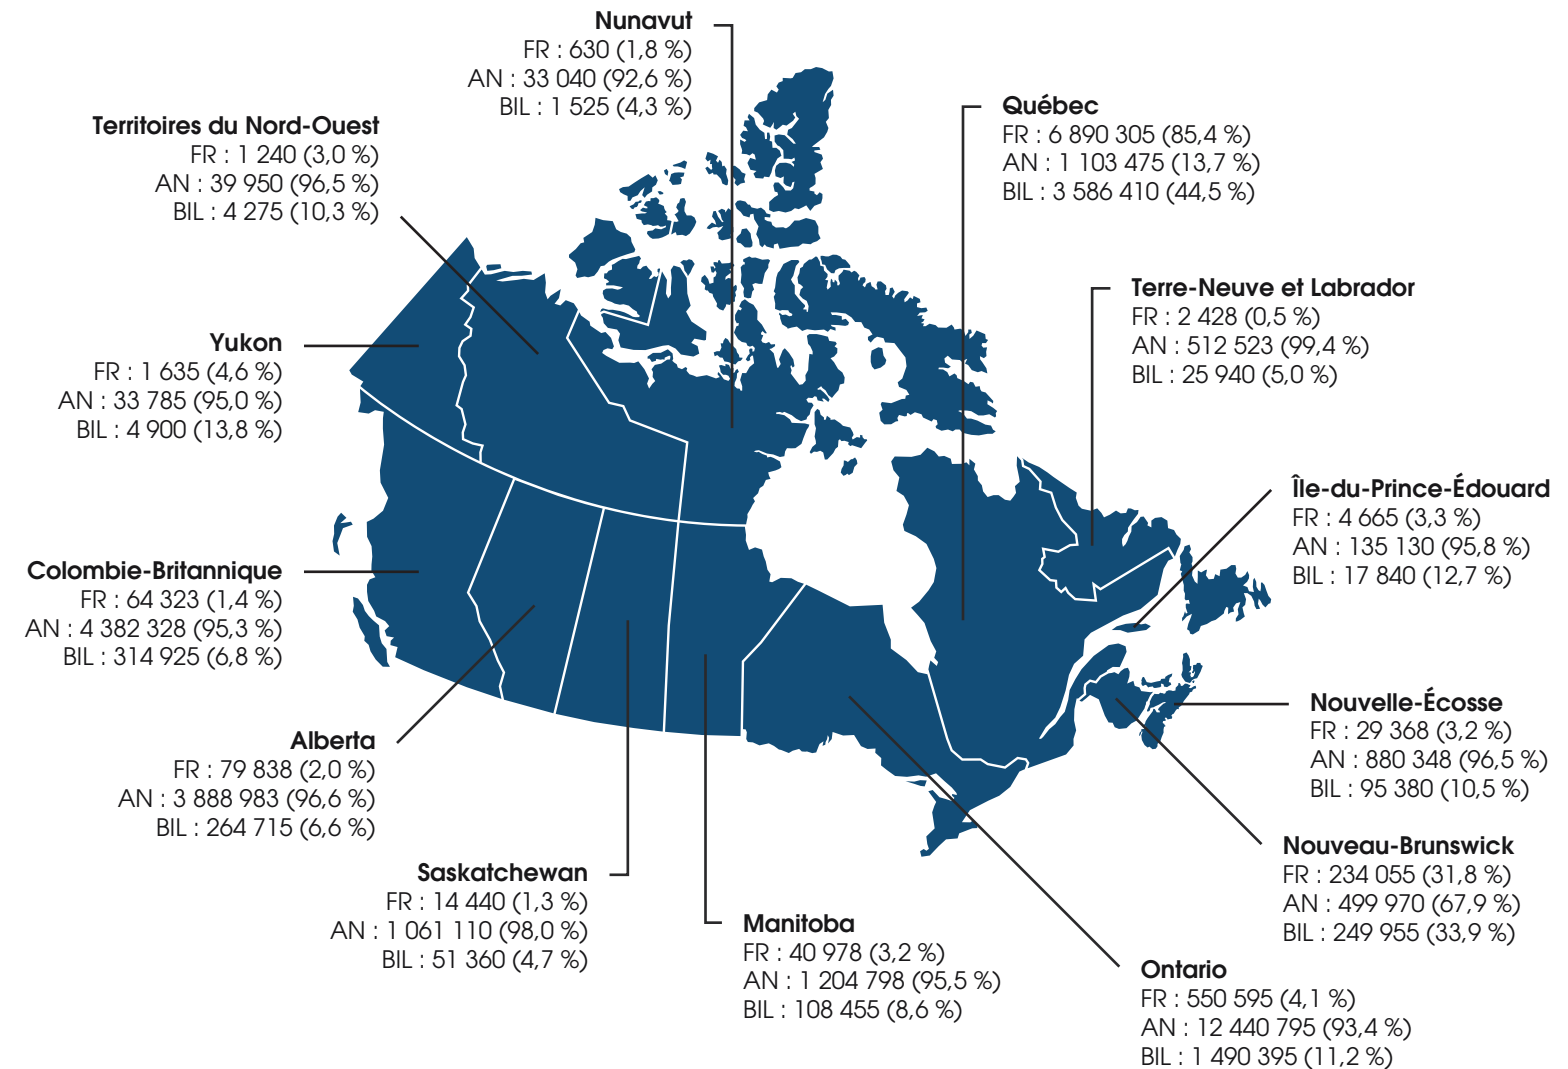 Nunavut
FR : 630 (1,8 %)
AN : 33 040 (92,6 %)
BIL : 1 525 (4,3 %)
Territoires du Nord-Ouest
FR : 1 240 (3,0 %)
AN : 39 950 (96,5 %)
BIL : 4 275 (10,3 %)
Québec
FR : 6 890 305 (85,4 %)
AN : 1 103 475 (13,7 %)
BIL : 3 586 410 (44,5 %)
Terre-Neuve et Labrador
FR : 2 428 (0,5 %)
AN : 512 523 (99,4 %)
BIL : 25 940 (5,0 %)
Yukon
FR : 1 635 (4,6 %)
AN : 33 785 (95,0 %)
BIL : 4 900 (13,8 %)
Île-du-Prince-Édouard
FR : 4 665 (3,3 %)
AN : 135 130 (95,8 %)
BIL : 17 840 (12,7 %)
Colombie-Britannique
FR : 64 323 (1,4 %)
AN : 4 382 328 (95,3 %)
BIL : 314 925 (6,8 %)
Nouvelle-Écosse
FR : 29 368 (3,2 %)
AN : 880 348 (96,5 %)
BIL : 95 380 (10,5 %)
Alberta
FR : 79 838 (2,0 %)
AN : 3 888 983 (96,6 %)
BIL : 264 715 (6,6 %)
Nouveau-Brunswick
FR : 234 055 (31,8 %)
AN : 499 970 (67,9 %)
BIL : 249 955 (33,9 %)
Saskatchewan
FR : 14 440 (1,3 %)
AN : 1 061 110 (98,0 %)
BIL : 51 360 (4,7 %)
Manitoba
FR : 40 978 (3,2 %)
AN : 1 204 798 (95,5 %)
BIL : 108 455 (8,6 %)
Ontario
FR : 550 595 (4,1 %)
AN : 12 440 795 (93,4 %)
BIL : 1 490 395 (11,2 %)